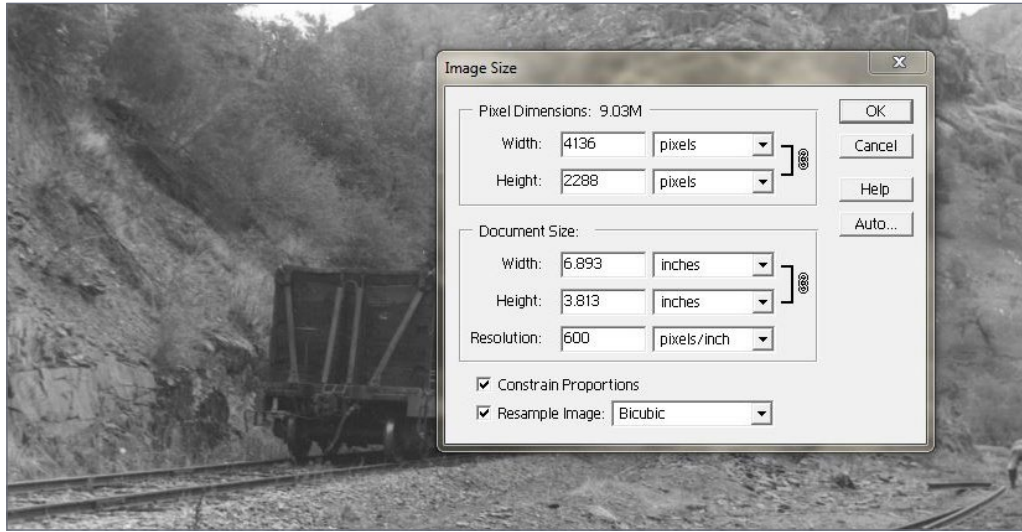 Image Size
X
Pixel Dimensions: 9.03M
OK
Width: 4136 pixels
Cancel
Height: 2288 pixels
Help
Auto...
Document Size:
Width: 6.893 inches
Height: 3.813 inches
Resolution: 600 pixels/inch
Constrain Proportions
Resample Image: Bicubic